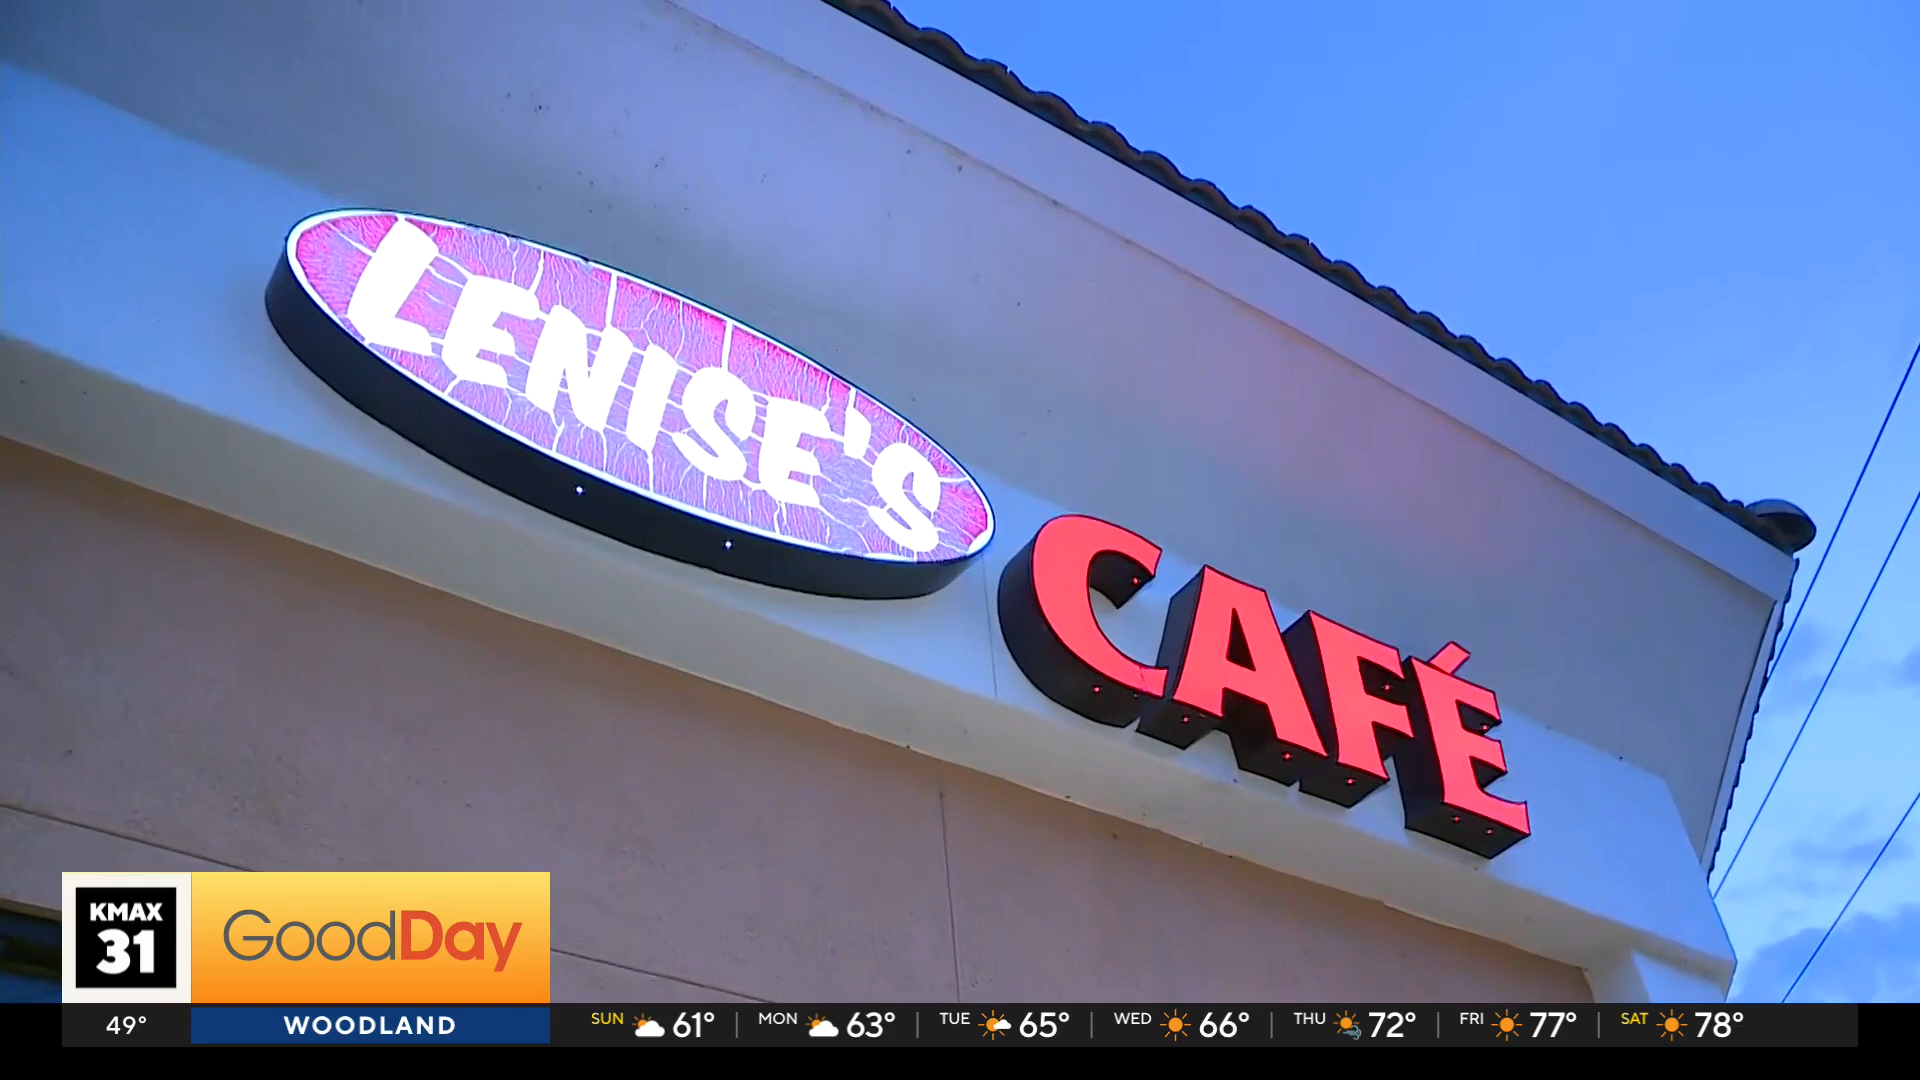 LENISE'S
CAFÉ
KMAX
31
GoodDay
49° WOODLAND SUN 61° MON 63° TUE 65° WED 66° THU 72° FRI 77° SAT 78°